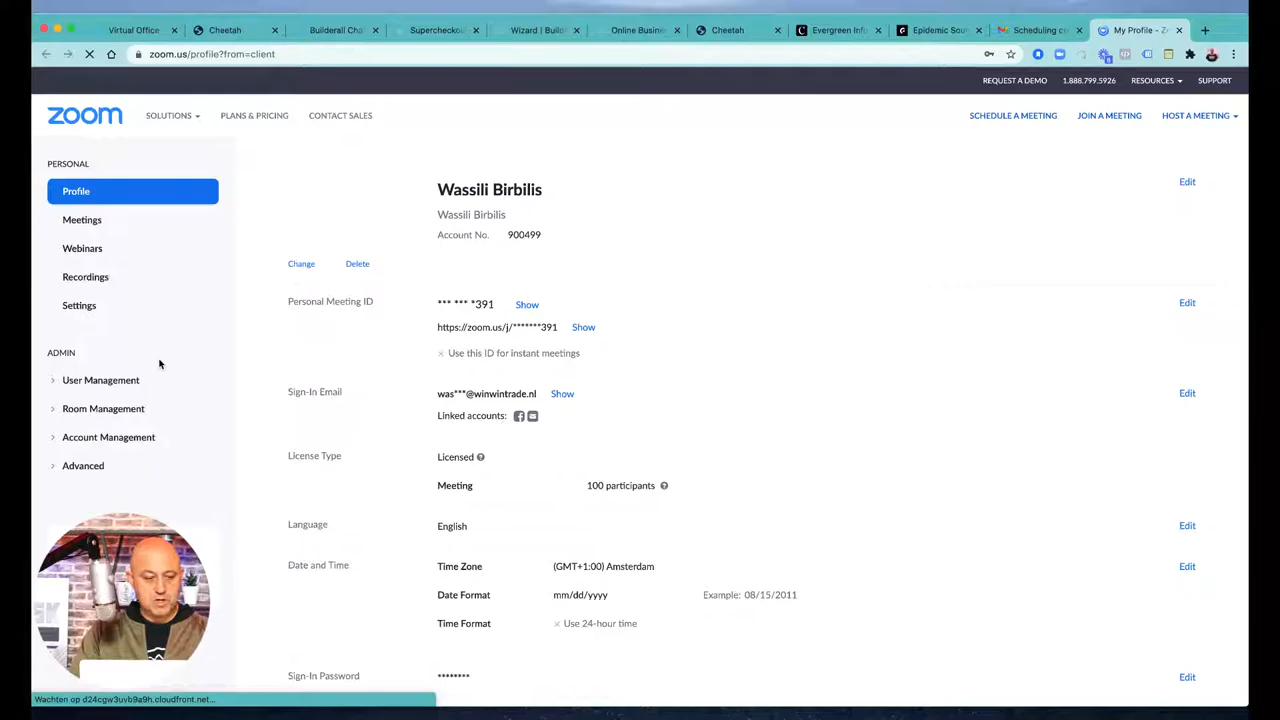 Virtual Office
Cheetah
Builderall Cha
Supercheckou
Wizard | Build
Online Busine
Cheetah
Evergreen Inf
Epidemic Sou
Scheduling c
My Profile - Z
zoom.us/profile?from=client
REQUEST A DEMO
1.888.799.5926
RESOURCES
SUPPORT
zoom
SOLUTIONS
PLANS & PRICING
CONTACT SALES
SCHEDULE A MEETING
JOIN A MEETING
HOST A MEETING
PERSONAL
Profile
Meetings
Webinars
Recordings
Settings
ADMIN
User Management
Room Management
Account Management
Advanced
Wassili Birbilis
Edit
Wassili Birbilis
Account No. 900499
Change
Delete
Personal Meeting ID
*** *** *391
Show
Edit
https://zoom.us/j/*******391
Show
Use this ID for instant meetings
Sign-In Email
was***@winwintrade.nl
Show
Edit
Linked accounts:
License Type
Licensed
Meeting
100 participants
Language
English
Edit
Date and Time
Time Zone
(GMT+1:00) Amsterdam
Edit
Date Format
mm/dd/yyyy
Example: 08/15/2011
Time Format
Use 24-hour time
Sign-In Password
********
Edit
Wachten op d24cgw3uvb9a9h.cloudfront.net...